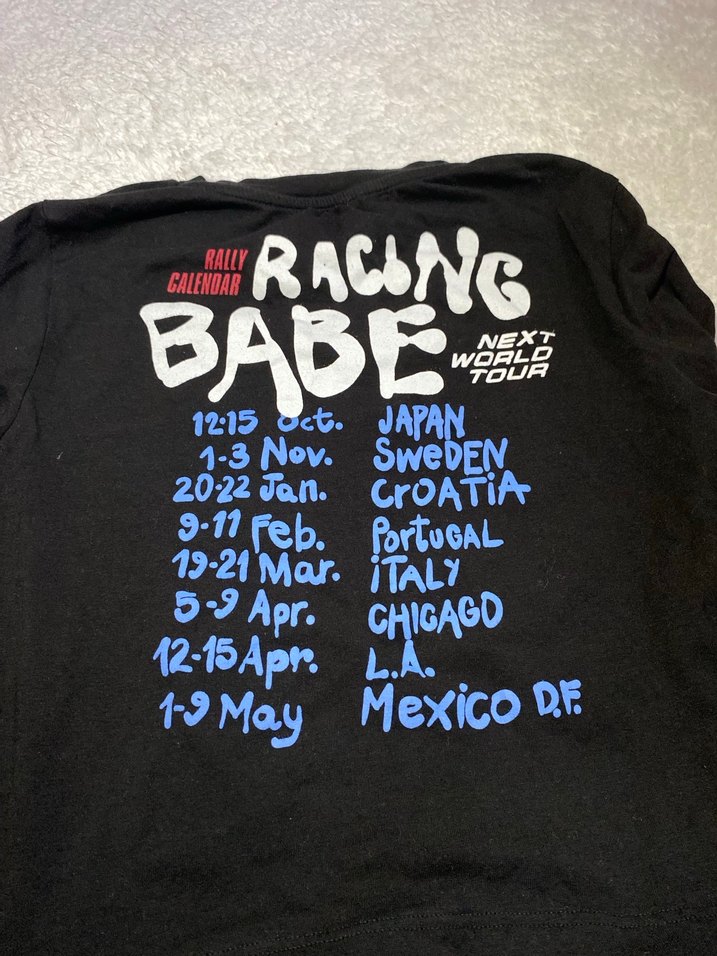 RALLY
CALENDAR
RACING
BABE
NEXT
WORLD
TOUR
12-15 Oct. JAPAN
1-3 Nov. SWeDEN
20-22 Jan. CROATiA
9-11 Feb. PortUGAL
19-21 Mar. iTALY
5-9 Apr. CHICAGO
12-15 Apr. L.A.
1-9 May Mexico D.F.